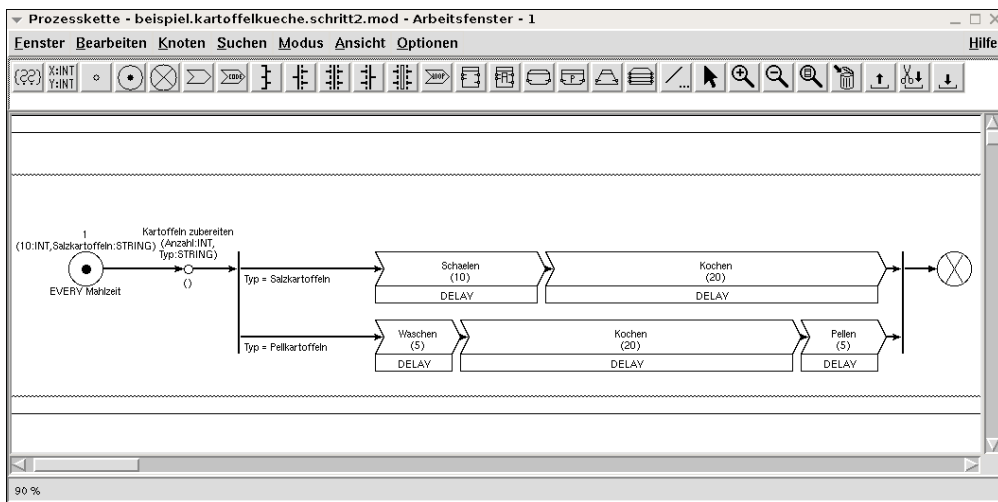 Prozesskette - beispiel.kartoffelkueche.schritt2.mod - Arbeitsfenster - 1
Fenster Bearbeiten Knoten Suchen Modus Ansicht Optionen Hilfe
{??} X:INT
Y:INT
CODE
LOOP
P
1
(10:INT,Salzkartoffeln:STRING)
EVERY Mahlzeit
Kartoffeln zubereiten
(Anzahl:INT,
Typ:STRING)
()
Typ = Salzkartoffeln
Schaelen
(10)
DELAY
Kochen
(20)
DELAY
Typ = Pellkartoffeln
Waschen
(5)
DELAY
Kochen
(20)
DELAY
Pellen
(5)
DELAY
90 %